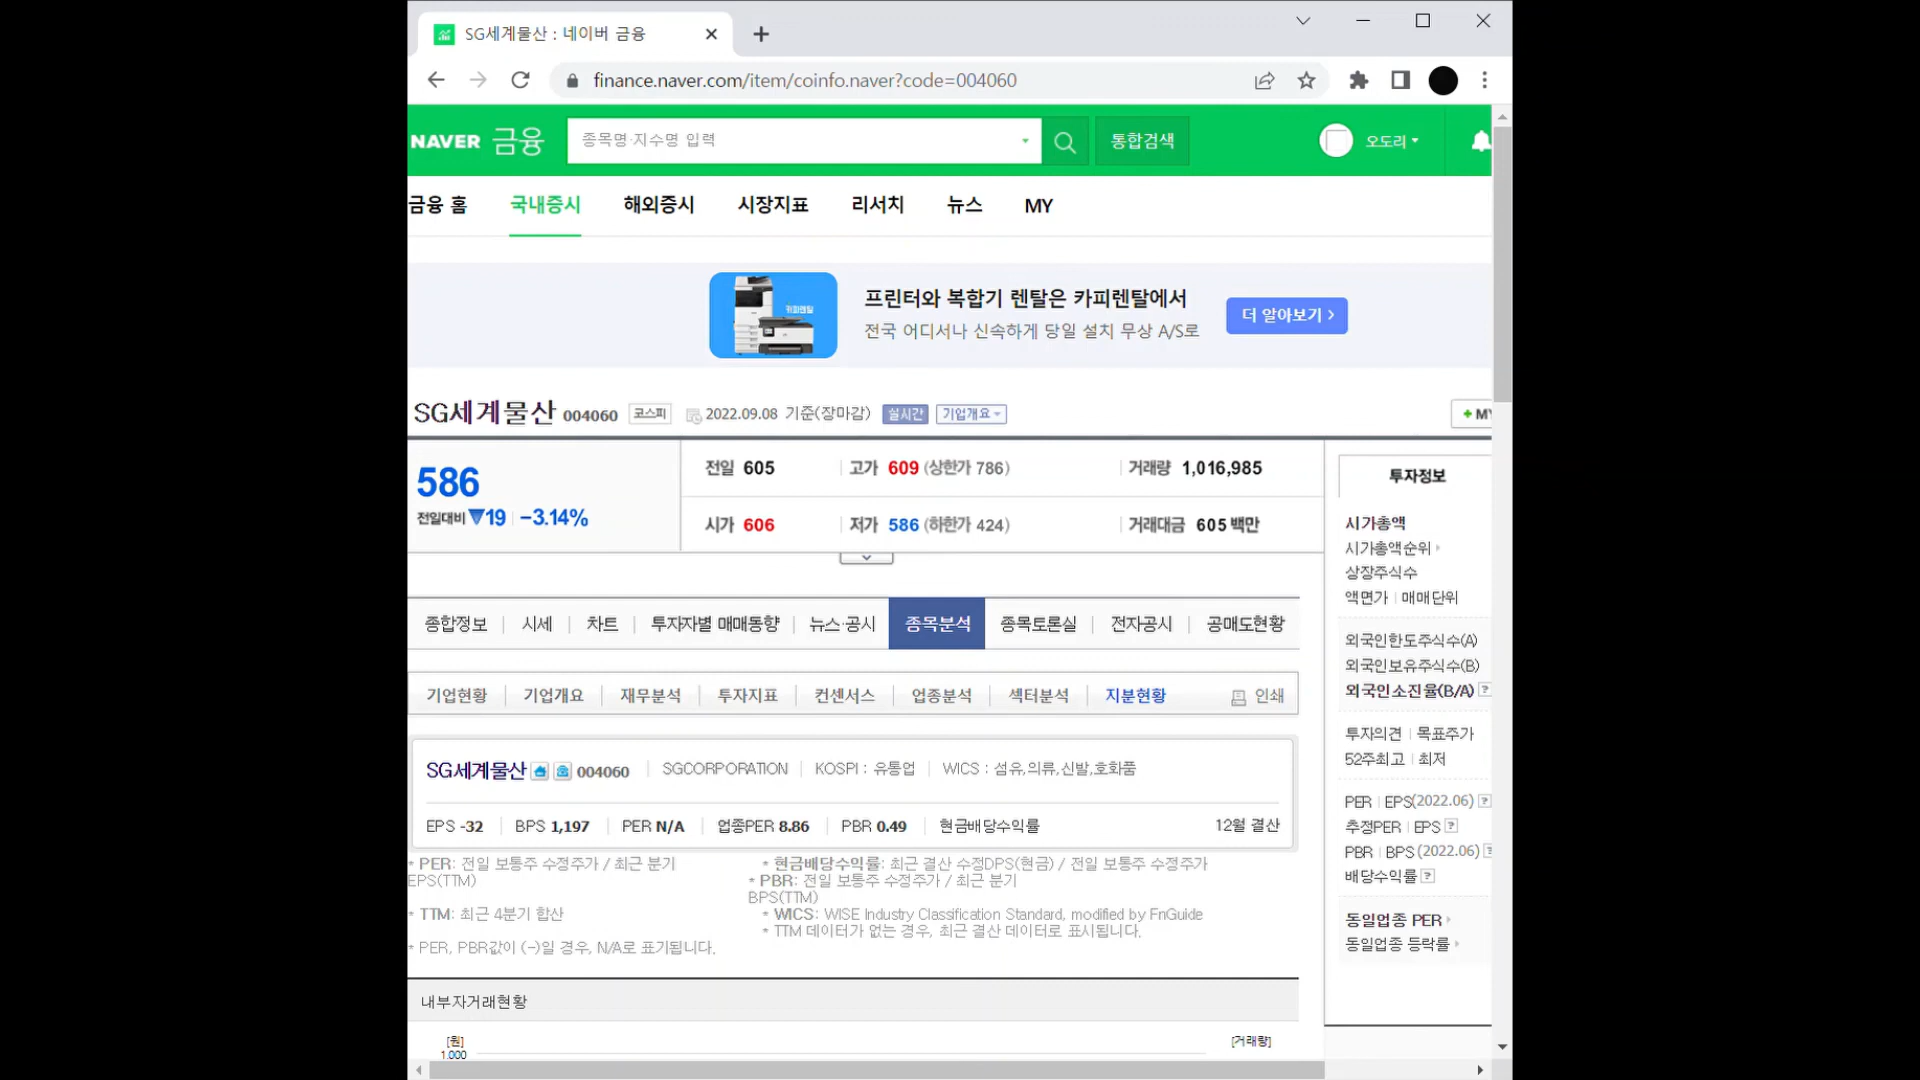 SG세계물산 : 네이버 금융
finance.naver.com/item/coinfo.naver?code=004060
NAVER 금융
종목명·지수명 입력
통합검색
오도리
금융 홈 국내증시 해외증시 시장지표 리서치 뉴스 MY
카피렌탈
프린터와 복합기 렌탈은 카피렌탈에서
전국 어디서나 신속하게 당일 설치 무상 A/S로
더 알아보기 >
SG세계물산 004060 코스피 2022.09.08 기준(장마감) 실시간 기업개요
+ MY
586
전일대비 ▼19 -3.14%
전일 605 고가 609 (상한가 786) 거래량 1,016,985
시가 606 저가 586 (하한가 424) 거래대금 605 백만
종합정보 시세 차트 투자자별 매매동향 뉴스·공시 종목분석 종목토론실 전자공시 공매도현황
기업현황 기업개요 재무분석 투자지표 컨센서스 업종분석 섹터분석 지분현황 인쇄
SG세계물산 004060 SGCORPORATION KOSPI : 유통업 WICS : 섬유,의류,신발,호화품
EPS -32 BPS 1,197 PER N/A 업종PER 8.86 PBR 0.49 현금배당수익률 12월 결산
* PER: 전일 보통주 수정주가 / 최근 분기
EPS(TTM)
* TTM: 최근 4분기 합산
* PER, PBR값이 (-)일 경우, N/A로 표기됩니다.
* 현금배당수익률: 최근 결산 수정DPS(현금) / 전일 보통주 수정주가
* PBR: 전일 보통주 수정주가 / 최근 분기
BPS(TTM)
* WICS: WISE Industry Classification Standard, modified by FnGuide
* TTM 데이터가 없는 경우, 최근 결산 데이터로 표시됩니다.
내부자거래현황
[원] [거래량]
1,000
투자정보
시가총액
시가총액순위
상장주식수
액면가 | 매매단위
외국인한도주식수(A)
외국인보유주식수(B)
외국인소진율(B/A) ?
투자의견 | 목표주가
52주최고 | 최저
PER | EPS(2022.06) ?
추정PER | EPS ?
PBR | BPS (2022.06) ?
배당수익률 ?
동일업종 PER
동일업종 등락률